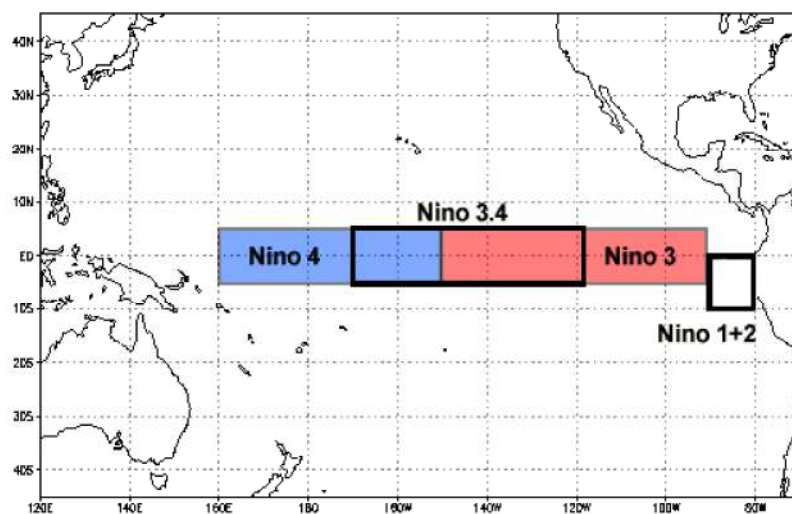 40N
30N
20N
10N
Nino 3.4
EQ
Nino 4
Nino 3
10S
Nino 1+2
20S
30S
40S
120E
140E
160E
180
160W
140W
120W
100W
80W